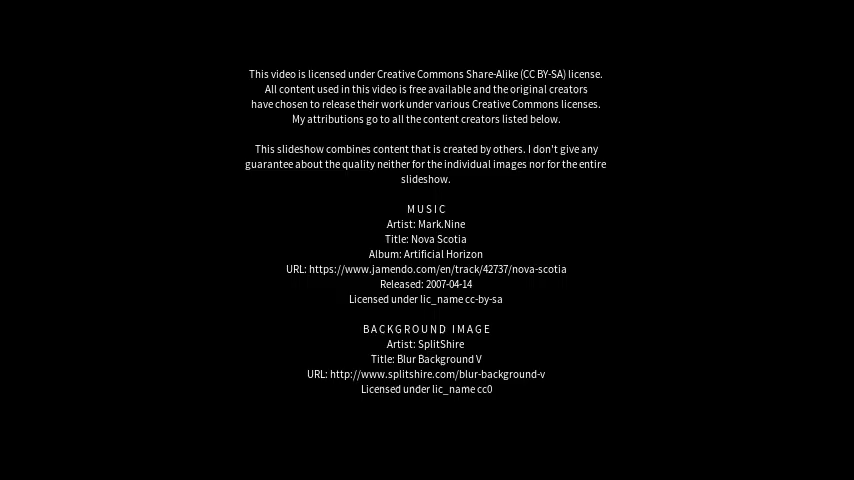 This video is licensed under Creative Commons Share-Alike (CC BY-SA) license.
All content used in this video is free available and the original creators
have chosen to release their work under various Creative Commons licenses.
My attributions go to all the content creators listed below.
This slideshow combines content that is created by others. I don't give any
guarantee about the quality neither for the individual images nor for the entire
slideshow.
MUSIC
Artist: Mark.Nine
Title: Nova Scotia
Album: Artificial Horizon
URL: https://www.jamendo.com/en/track/42737/nova-scotia
Released: 2007-04-14
Licensed under lic_name cc-by-sa
BACKGROUND IMAGE
Artist: SplitShire
Title: Blur Background V
URL: http://www.splitshire.com/blur-background-v
Licensed under lic_name cc0